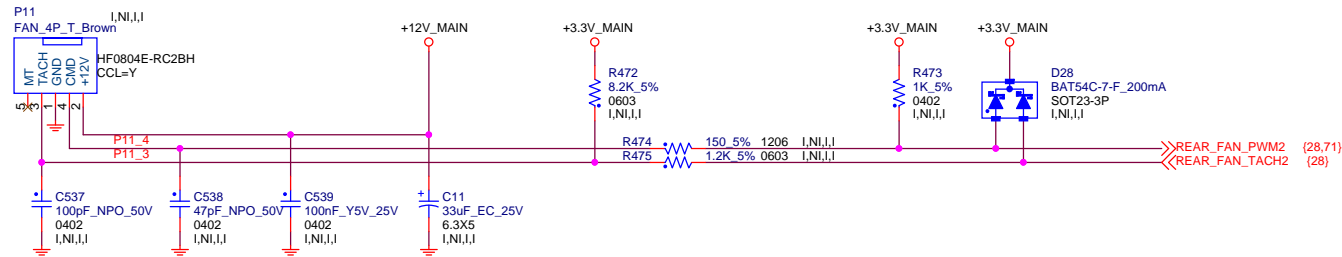 P11
I,NI,I,I
FAN_4P_T_Brown
HF0804E-RC2BH
CCL=Y
MT
TACH
GND
CMD
+12V
5
3
1
4
2
+12V_MAIN
+3.3V_MAIN
+3.3V_MAIN
+3.3V_MAIN
R472
8.2K_5%
0603
I,NI,I,I
R473
1K_5%
0402
I,NI,I,I
D28
BAT54C-7-F_200mA
SOT23-3P
I,NI,I,I
P11_4
P11_3
R474 150_5% 1206 I,NI,I,I
R475 1.2K_5% 0603 I,NI,I,I
REAR_FAN_PWM2 {28,71}
REAR_FAN_TACH2 {28}
C537
100pF_NPO_50V
0402
I,NI,I,I
C538
47pF_NPO_50V
0402
I,NI,I,I
C539
100nF_Y5V_25V
0402
I,NI,I,I
+
C11
33uF_EC_25V
6.3X5
I,NI,I,I